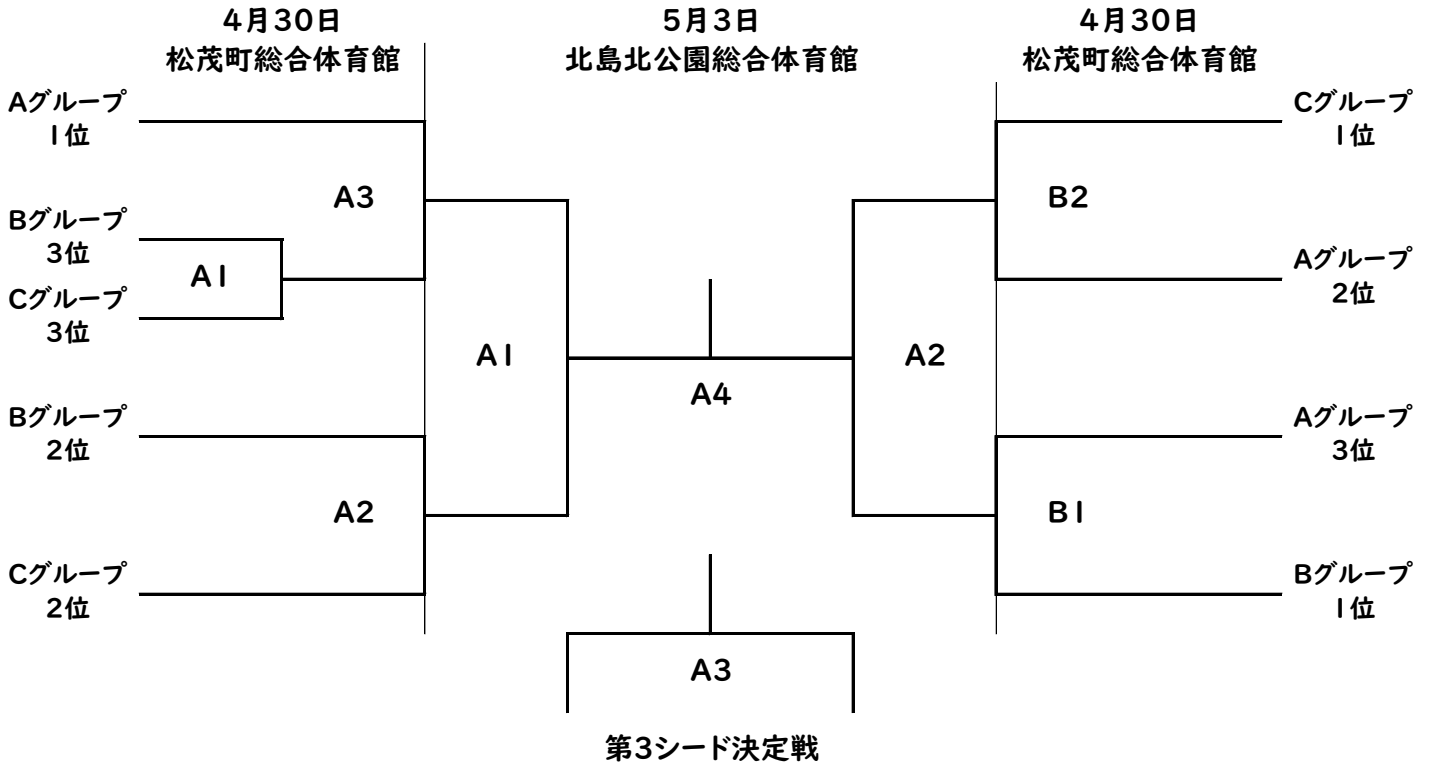 4月30日
松茂町総合体育館
5月3日
北島北公園総合体育館
4月30日
松茂町総合体育館
Aグループ
1位
A3
Bグループ
3位
A1
Cグループ
3位
A1
Bグループ
2位
A2
Cグループ
2位
A4
A3
第3シード決定戦
Cグループ
1位
B2
Aグループ
2位
A2
Aグループ
3位
B1
Bグループ
1位